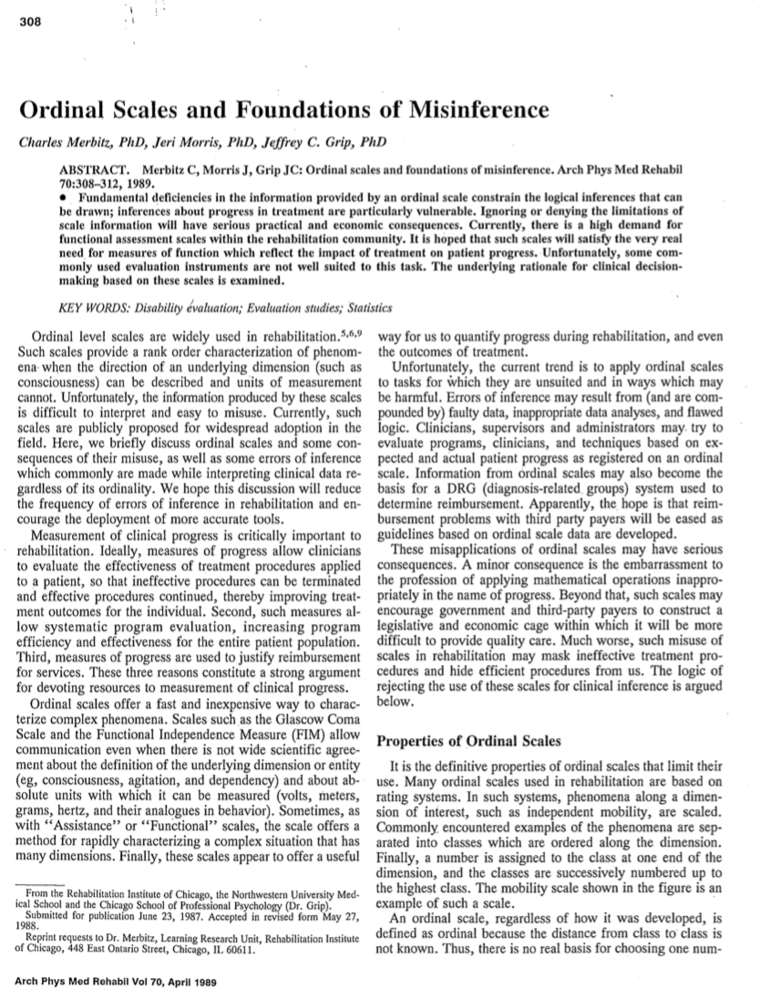 308
Ordinal Scales and Foundations of Misinference
Charles Merbitz, PhD, Jeri Morris, PhD, Jeffrey C. Grip, PhD
ABSTRACT. Merbitz C, Morris J, Grip JC: Ordinal scales and foundations of misinference. Arch Phys Med Rehabil
70:308–312, 1989.
● Fundamental deficiencies in the information provided by an ordinal scale constrain the logical inferences that can
be drawn; inferences about progress in treatment are particularly vulnerable. Ignoring or denying the limitations of
scale information will have serious practical and economic consequences. Currently, there is a high demand for
functional assessment scales within the rehabilitation community. It is hoped that such scales will satisfy the very real
need for measures of function which reflect the impact of treatment on patient progress. Unfortunately, some com-
monly used evaluation instruments are not well suited to this task. The underlying rationale for clinical decision-
making based on these scales is examined.
KEY WORDS: Disability evaluation; Evaluation studies; Statistics
Ordinal level scales are widely used in rehabilitation.5,6,9
Such scales provide a rank order characterization of phenom-
ena when the direction of an underlying dimension (such as
consciousness) can be described and units of measurement
cannot. Unfortunately, the information produced by these scales
is difficult to interpret and easy to misuse. Currently, such
scales are publicly proposed for widespread adoption in the
field. Here, we briefly discuss ordinal scales and some con-
sequences of their misuse, as well as some errors of inference
which commonly are made while interpreting clinical data re-
gardless of its ordinality. We hope this discussion will reduce
the frequency of errors of inference in rehabilitation and en-
courage the deployment of more accurate tools.
Measurement of clinical progress is critically important to
rehabilitation. Ideally, measures of progress allow clinicians
to evaluate the effectiveness of treatment procedures applied
to a patient, so that ineffective procedures can be terminated
and effective procedures continued, thereby improving treat-
ment outcomes for the individual. Second, such measures al-
low systematic program evaluation, increasing program
efficiency and effectiveness for the entire patient population.
Third, measures of progress are used to justify reimbursement
for services. These three reasons constitute a strong argument
for devoting resources to measurement of clinical progress.
Ordinal scales offer a fast and inexpensive way to charac-
terize complex phenomena. Scales such as the Glascow Coma
Scale and the Functional Independence Measure (FIM) allow
communication even when there is not wide scientific agree-
ment about the definition of the underlying dimension or entity
(eg, consciousness, agitation, and dependency) and about ab-
solute units with which it can be measured (volts, meters,
grams, hertz, and their analogues in behavior). Sometimes, as
with "Assistance" or "Functional" scales, the scale offers a
method for rapidly characterizing a complex situation that has
many dimensions. Finally, these scales appear to offer a useful
From the Rehabilitation Institute of Chicago, the Northwestern University Med-
ical School and the Chicago School of Professional Psychology (Dr. Grip).
Submitted for publication June 23, 1987. Accepted in revised form May 27,
1988.
Reprint requests to Dr. Merbitz, Learning Research Unit, Rehabilitation Institute
of Chicago, 448 East Ontario Street, Chicago, IL 60611.
way for us to quantify progress during rehabilitation, and even
the outcomes of treatment.
Unfortunately, the current trend is to apply ordinal scales
to tasks for which they are unsuited and in ways which may
be harmful. Errors of inference may result from (and are com-
pounded by) faulty data, inappropriate data analyses, and flawed
logic. Clinicians, supervisors and administrators may try to
evaluate programs, clinicians, and techniques based on ex-
pected and actual patient progress as registered on an ordinal
scale. Information from ordinal scales may also become the
basis for a DRG (diagnosis-related groups) system used to
determine reimbursement. Apparently, the hope is that reim-
bursement problems with third party payers will be eased as
guidelines based on ordinal scale data are developed.
These misapplications of ordinal scales may have serious
consequences. A minor consequence is the embarrassment to
the profession of applying mathematical operations inappro-
priately in the name of progress. Beyond that, such scales may
encourage government and third-party payers to construct a
legislative and economic cage within which it will be more
difficult to provide quality care. Much worse, such misuse of
scales in rehabilitation may mask ineffective treatment pro-
cedures and hide efficient procedures from us. The logic of
rejecting the use of these scales for clinical inference is argued
below.
Properties of Ordinal Scales
It is the definitive properties of ordinal scales that limit their
use. Many ordinal scales used in rehabilitation are based on
rating systems. In such systems, phenomena along a dimen-
sion of interest, such as independent mobility, are scaled.
Commonly encountered examples of the phenomena are sep-
arated into classes which are ordered along the dimension.
Finally, a number is assigned to the class at one end of the
dimension, and the classes are successively numbered up to
the highest class. The mobility scale shown in the figure is an
example of such a scale.
An ordinal scale, regardless of how it was developed, is
defined as ordinal because the distance from class to class is
not known. Thus, there is no real basis for choosing one num-
Arch Phys Med Rehabil Vol 70, April 1989